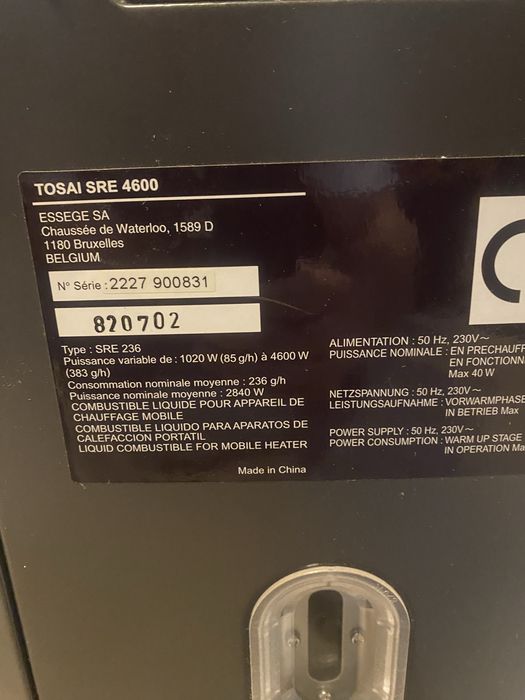 TOSAI SRE 4600
ESSEGE SA
Chaussée de Waterloo, 1589 D
1180 Bruxelles
BELGIUM
N° Série : 2227 900831
820702
Type : SRE 236
Puissance variable de : 1020 W (85 g/h) à 4600 W
(383 g/h)
Consommation nominale moyenne : 236 g/h
Puissance nominale moyenne : 2840 W
COMBUSTIBLE LIQUIDE POUR APPAREIL DE
CHAUFFAGE MOBILE
COMBUSTIBLE LIQUIDO PARA APARATOS DE
CALEFACCION PORTATIL
LIQUID COMBUSTIBLE FOR MOBILE HEATER
Made in China
ALIMENTATION : 50 Hz, 230V~
PUISSANCE NOMINALE : EN PRECHAUFF
EN FONCTIONN
Max 40 W
NETZSPANNUNG : 50 Hz, 230V~
LEISTUNGSAUFNAHME : VORWARMPHASE
IN BETRIEB Max
POWER SUPPLY : 50 Hz, 230V~
POWER CONSUMPTION : WARM UP STAGE
IN OPERATION Ma